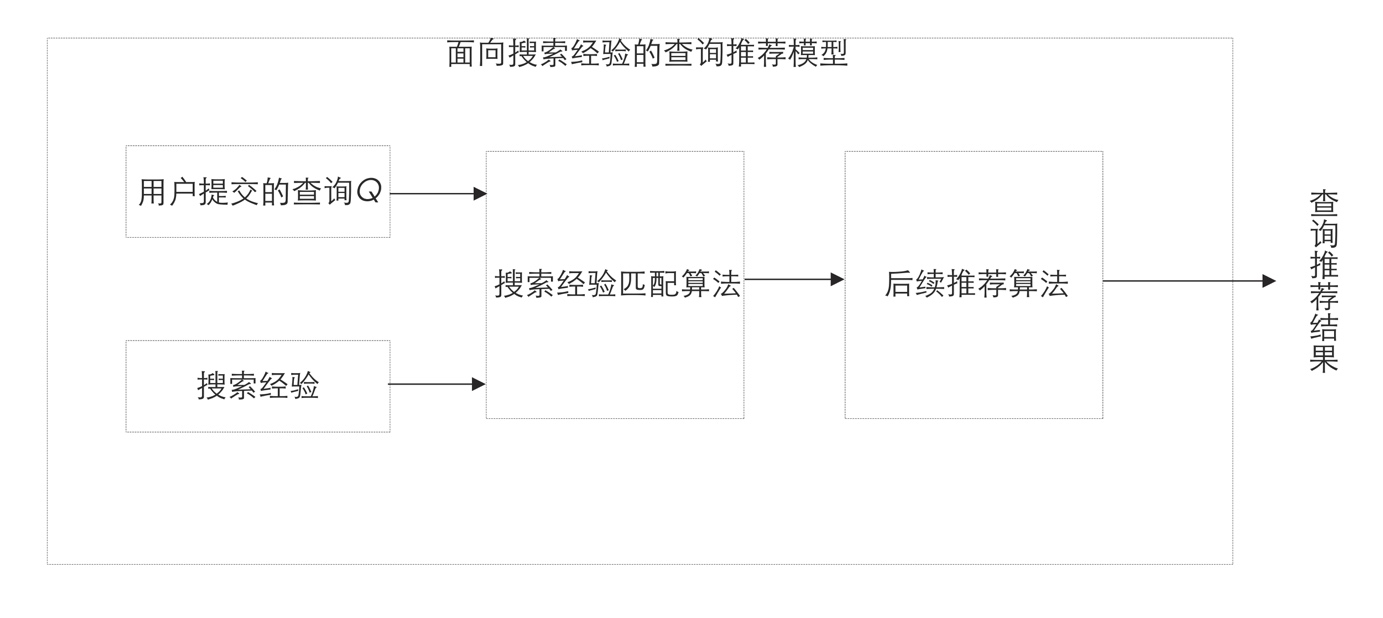 面向搜索经验的查询推荐模型
用户提交的查询Q
搜索经验
搜索经验匹配算法
后续推荐算法
查询推荐结果